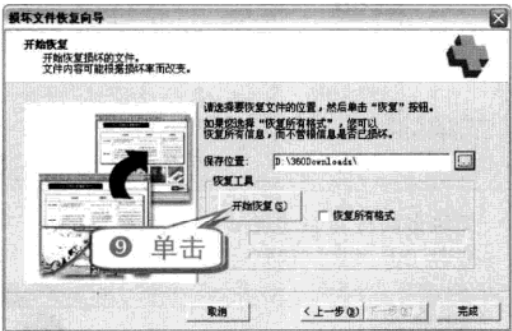 损坏文件恢复向导
开始恢复
开始恢复损坏的文件。
文件内容可能根据损坏率而改变。
请选择要恢复文件的位置，然后单击“恢复”按钮。
如果您选择“恢复所有格式”，您可以
恢复所有信息，而不管根信息是否已损坏。
保存位置:
D:\360Downloads\
...
恢复工具
开始恢复(S)
恢复所有格式
❾ 单击
取消
<上一步(B)
完成